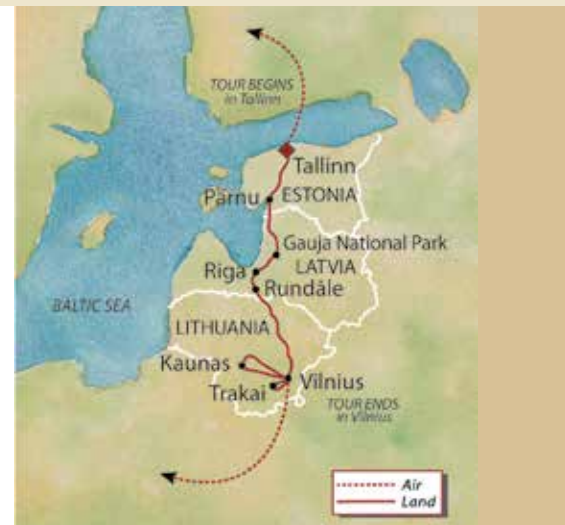 TOUR BEGINS
in Tallinn
Tallinn
Pärnu
ESTONIA
Gauja National Park
LATVIA
Riga
Rundāle
BALTIC SEA
LITHUANIA
Kaunas
Vilnius
Trakai
TOUR ENDS
in Vilnius
Air
Land